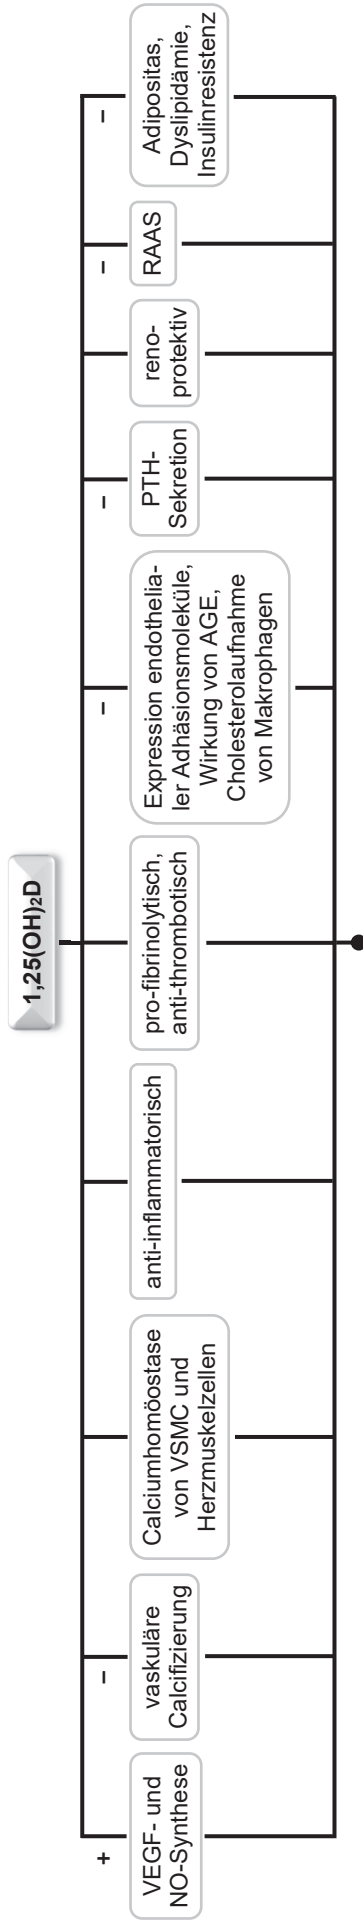 1,25(OH)₂D
+
VEGF- und
NO-Synthese
–
vaskuläre
Calcifizierung
Calciumhomöostase
von VSMC und
Herzmuskelzellen
anti-inflammatorisch
pro-fibrinolytisch,
anti-thrombotisch
–
Expression endothelia-
ler Adhäsionsmoleküle,
Wirkung von AGE,
Cholesterolaufnahme
von Makrophagen
–
PTH-
Sekretion
reno-
protektiv
–
RAAS
–
Adipositas,
Dyslipidämie,
Insulinresistenz